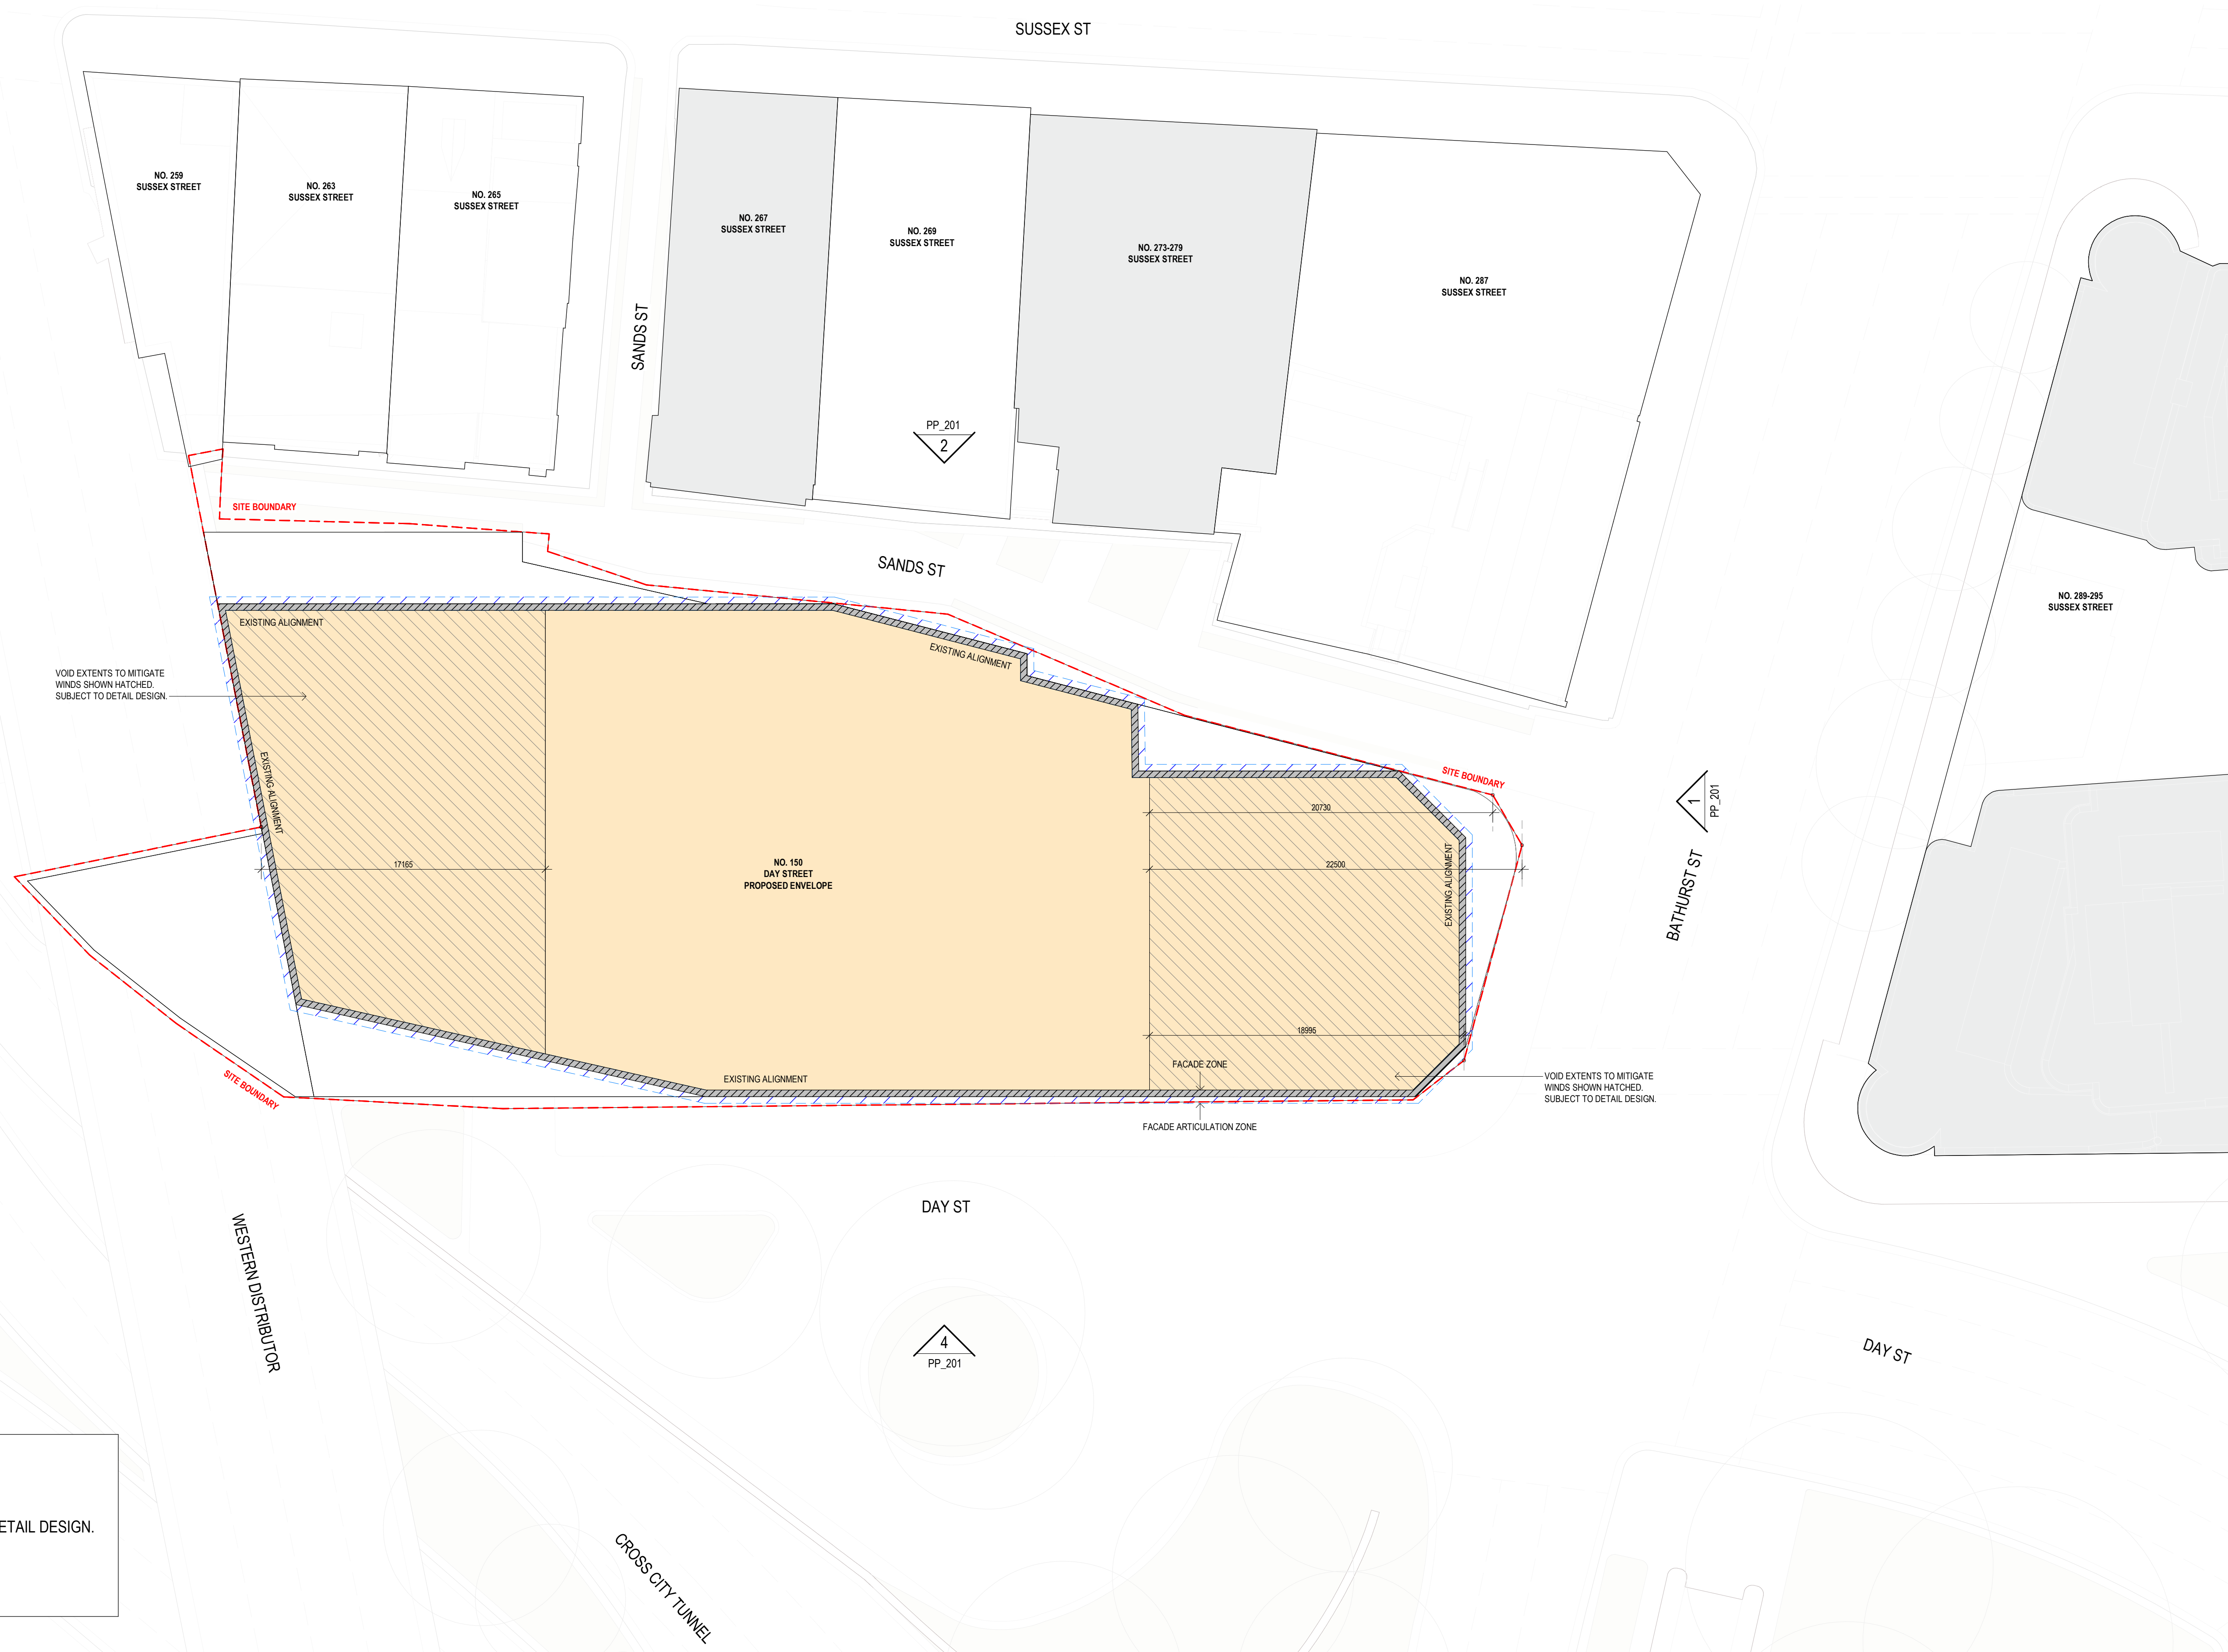 SUSSEX ST
NO. 259
SUSSEX STREET
NO. 263
SUSSEX STREET
NO. 265
SUSSEX STREET
NO. 267
SUSSEX STREET
NO. 269
SUSSEX STREET
NO. 273-279
SUSSEX STREET
NO. 287
SUSSEX STREET
SANDS ST
PP_201
2
SITE BOUNDARY
SANDS ST
NO. 289-295
SUSSEX STREET
EXISTING ALIGNMENT
EXISTING ALIGNMENT
VOID EXTENTS TO MITIGATE
WINDS SHOWN HATCHED.
SUBJECT TO DETAIL DESIGN.
EXISTING ALIGNMENT
SITE BOUNDARY
1
PP_201
20730
17165
NO. 150
DAY STREET
PROPOSED ENVELOPE
22500
EXISTING ALIGNMENT
BATHURST ST
18995
FACADE ZONE
EXISTING ALIGNMENT
SITE BOUNDARY
VOID EXTENTS TO MITIGATE
WINDS SHOWN HATCHED.
SUBJECT TO DETAIL DESIGN.
FACADE ARTICULATION ZONE
DAY ST
WESTERN DISTRIBUTOR
4
PP_201
DAY ST
ETAIL DESIGN.
CROSS CITY TUNNEL